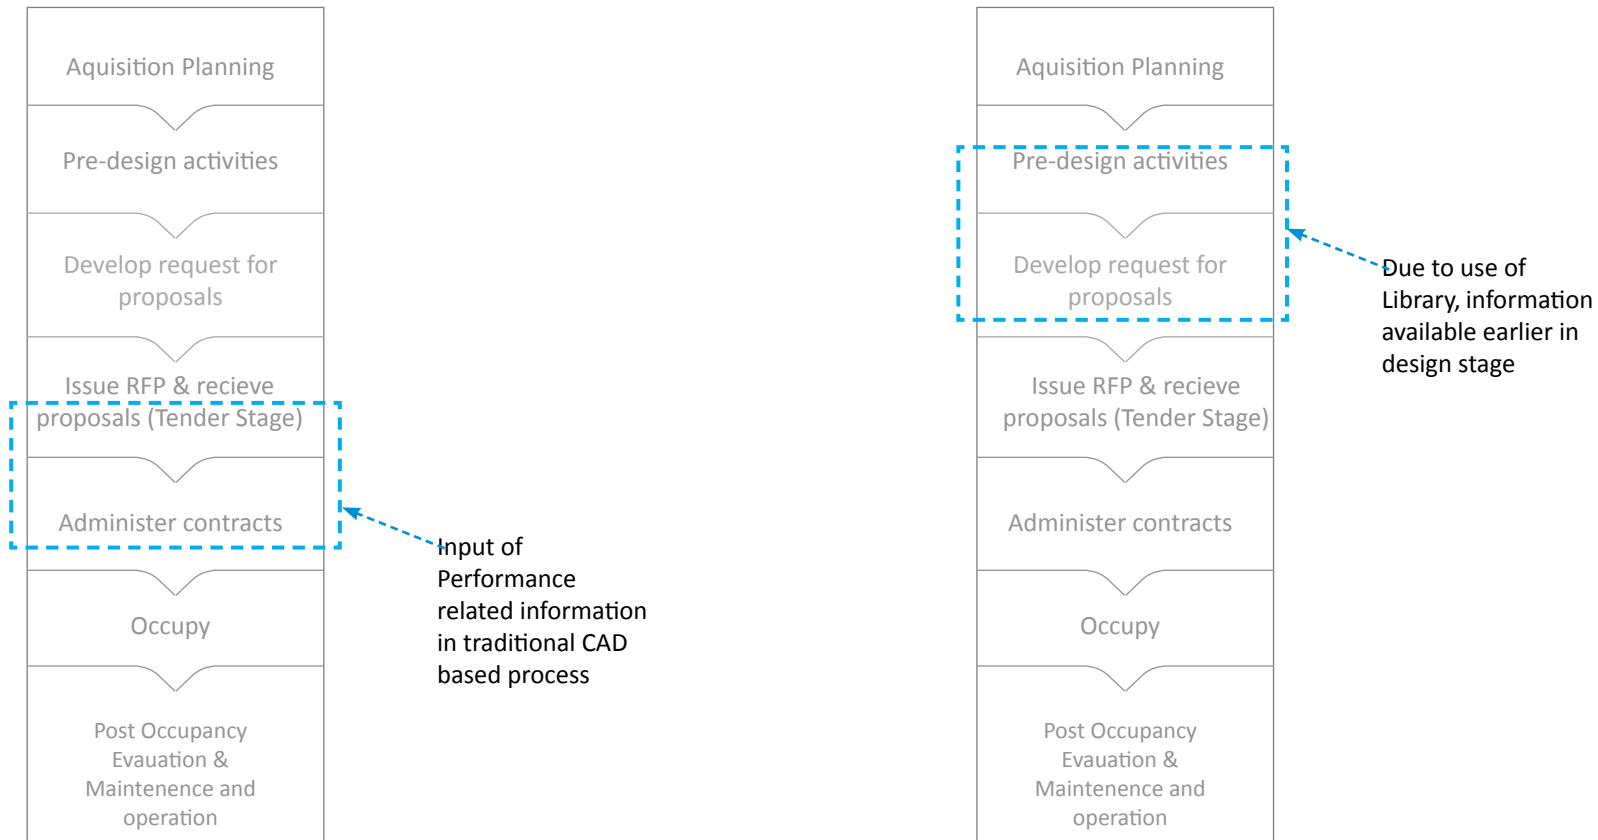 Aquisition Planning
Pre-design activities
Develop request for
proposals
Issue RFP & recieve
proposals (Tender Stage)
Administer contracts
Occupy
Post Occupancy
Evauation &
Maintenence and
operation
Input of
Performance
related information
in traditional CAD
based process
Aquisition Planning
Pre-design activities
Develop request for
proposals
Issue RFP & recieve
proposals (Tender Stage)
Administer contracts
Occupy
Post Occupancy
Evauation &
Maintenence and
operation
Due to use of
Library, information
available earlier in
design stage